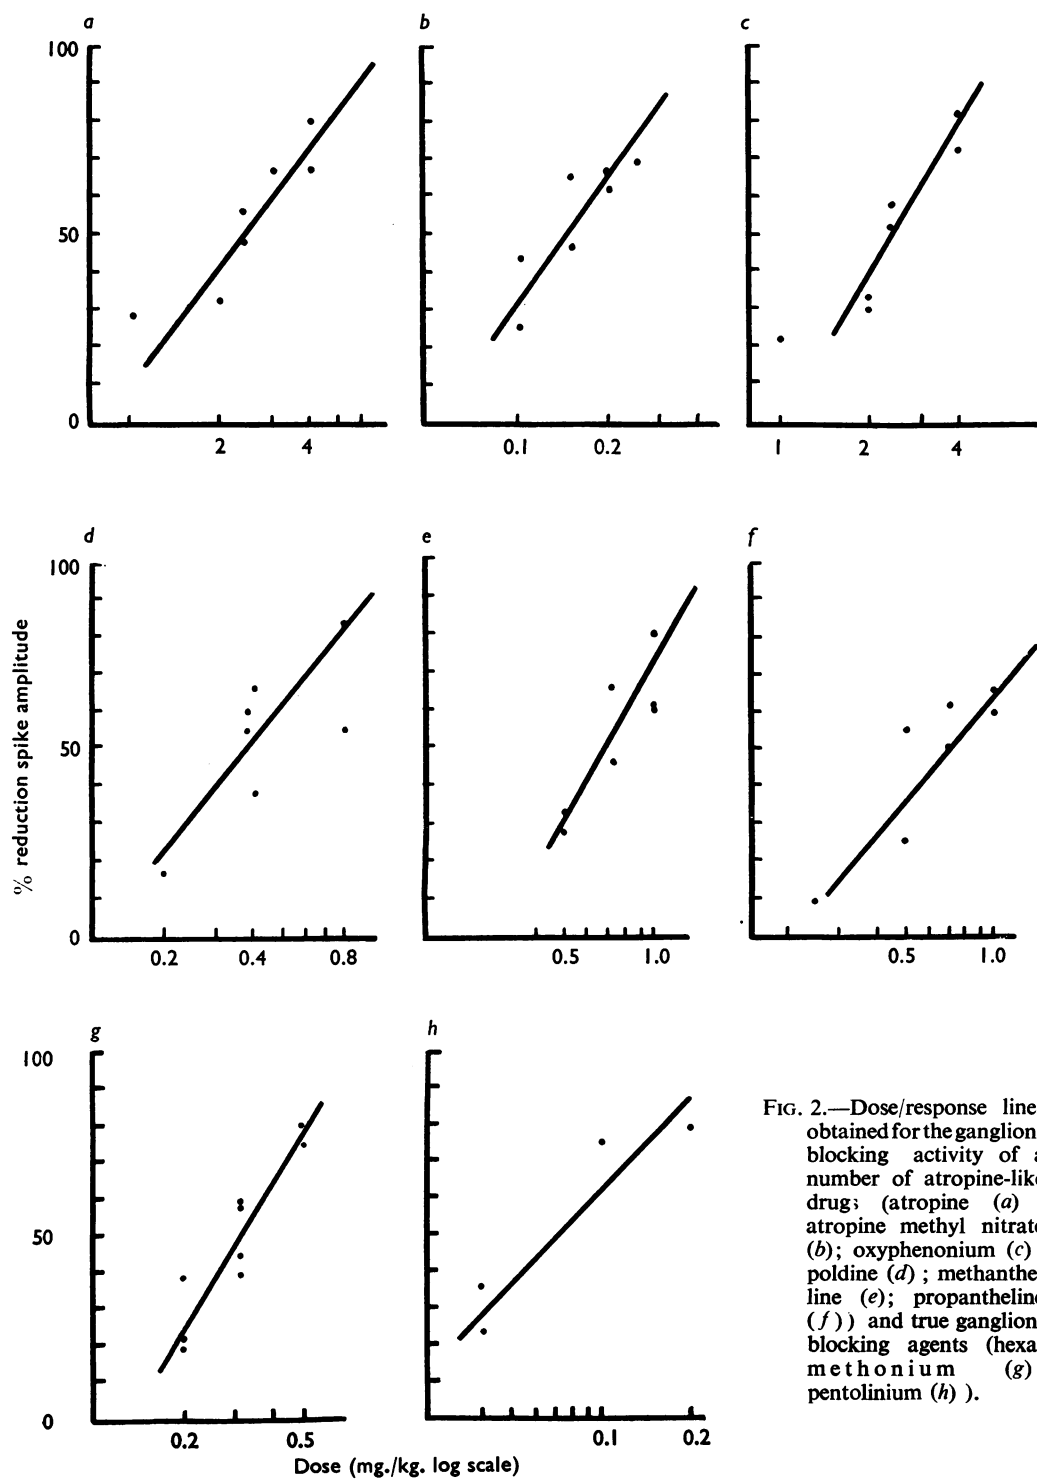 a b c
100
50
0
2 4 0.1 0.2 1 2 4
d e f
100
50
0
0.2 0.4 0.8 0.5 1.0 0.5 1.0
% reduction spike amplitude
g h
100
50
0
0.2 0.5 0.1 0.2
Dose (mg./kg. log scale)
FIG. 2.—Dose/response line
obtained for the ganglion
blocking activity of a
number of atropine-like
drugs (atropine (a)
atropine methyl nitrate
(b); oxyphenonium (c)
poldine (d) ; methanthe
line (e); propantheline
(f) ) and true ganglion
blocking agents (hexa
methonium (g)
pentolinium (h) ).